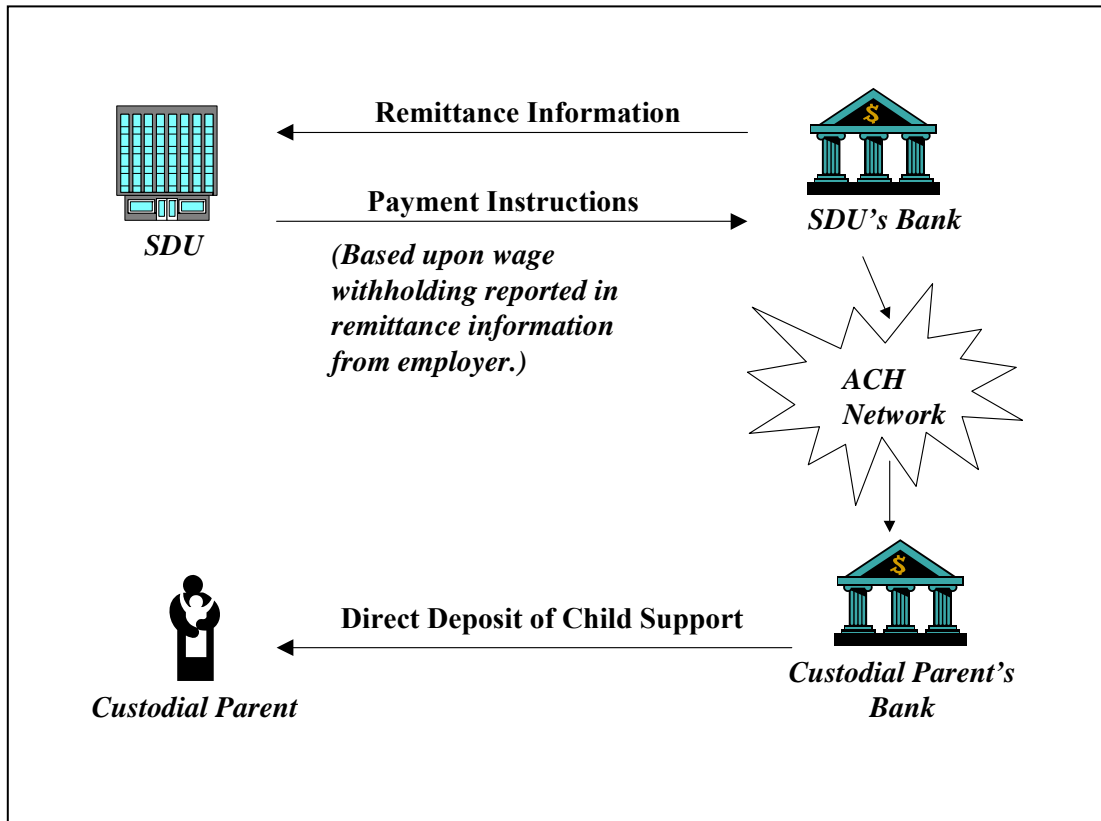 Remittance Information
$
SDU
Payment Instructions
SDU's Bank
(Based upon wage
withholding reported in
remittance information
from employer.)
ACH
Network
$
Direct Deposit of Child Support
Custodial Parent
Custodial Parent's
Bank